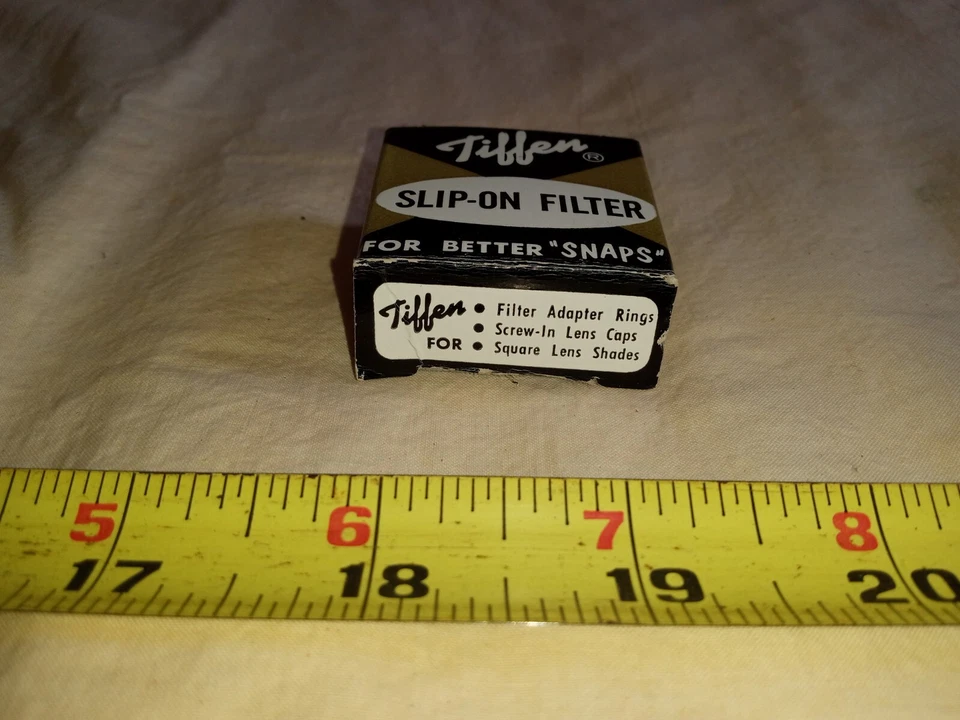 Tiffen ®
SLIP-ON FILTER
FOR BETTER "SNAPS"
Tiffen • Filter Adapter Rings
• Screw-In Lens Caps
FOR • Square Lens Shades
5 6 7 8
17 18 19 20